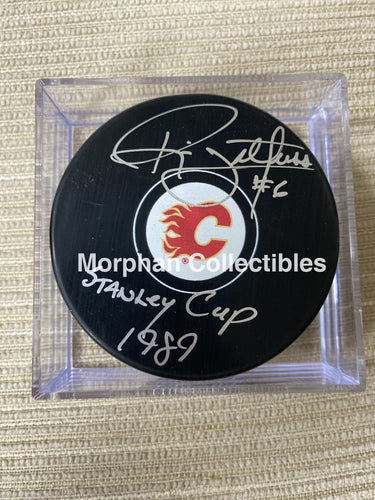 #6
Morphan Collectibles
STANLEY CUP
1989